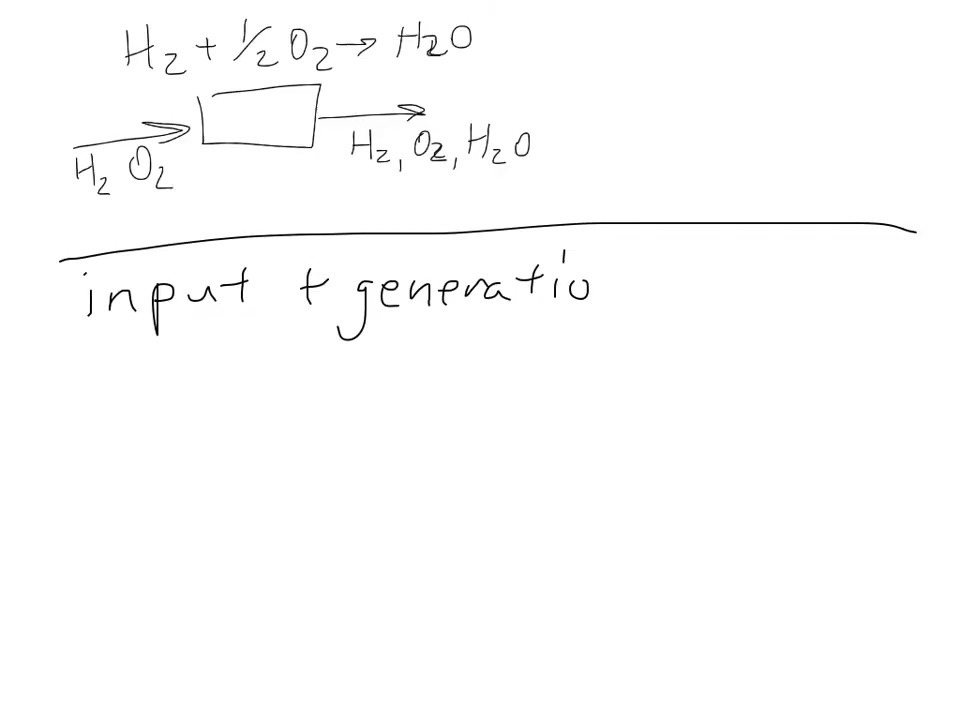 H₂ + 1/2 O₂ → H₂O
H₂ O₂
H₂, O₂, H₂O
input + generatio